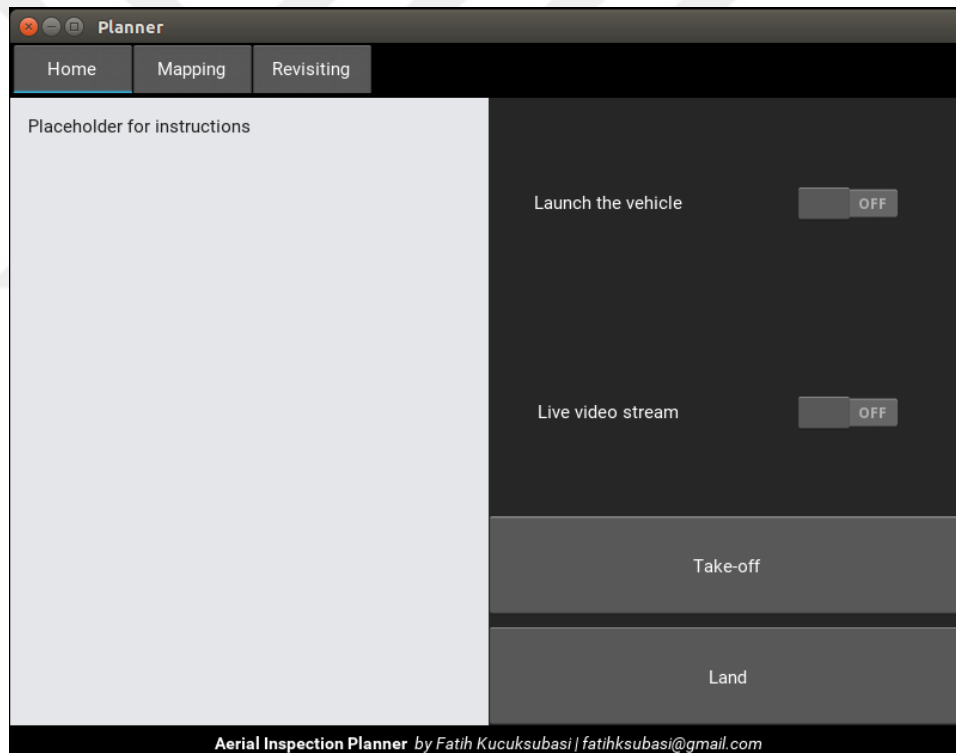 Planner
Home Mapping Revisiting
Placeholder for instructions
Launch the vehicle OFF
Live video stream OFF
Take-off
Land
Aerial Inspection Planner by Fatih Kucuksubasi | fatihksubasi@gmail.com